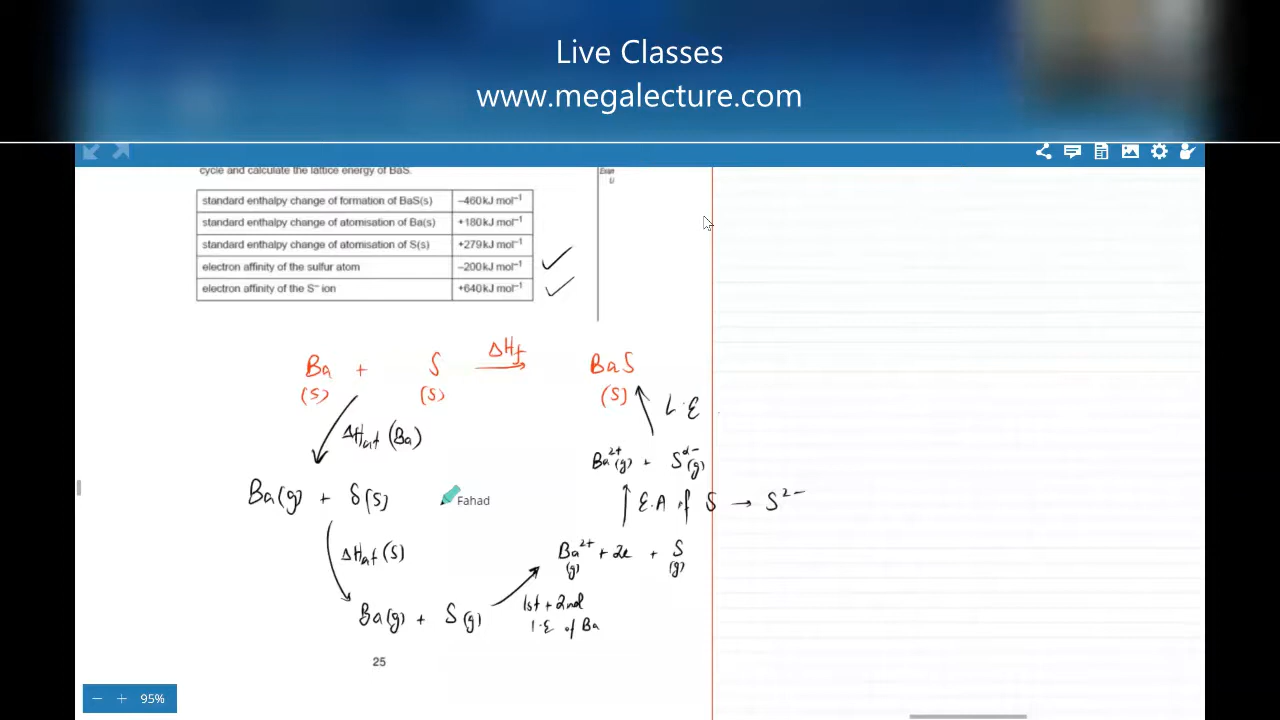 Live Classes
www.megalecture.com
cycle and calculate the lattice energy of BaS.
Exam
U
standard enthalpy change of formation of BaS(s) –460 kJ mol⁻¹
standard enthalpy change of atomisation of Ba(s) +180 kJ mol⁻¹
standard enthalpy change of atomisation of S(s) +279 kJ mol⁻¹
electron affinity of the sulfur atom –200 kJ mol⁻¹
electron affinity of the S⁻ ion +640 kJ mol⁻¹
ΔHf
Ba + S → BaS
(s) (s) (s)
L.E
ΔHat (Ba)
Ba²⁺(g) + S²⁻(g)
Ba(g) + S(s)
Fahad
E.A of S → S²⁻
ΔHat (S)
Ba²⁺ + 2e + S
(g) (g)
Ba(g) + S(g)
1st + 2nd
I.E of Ba
25
95%